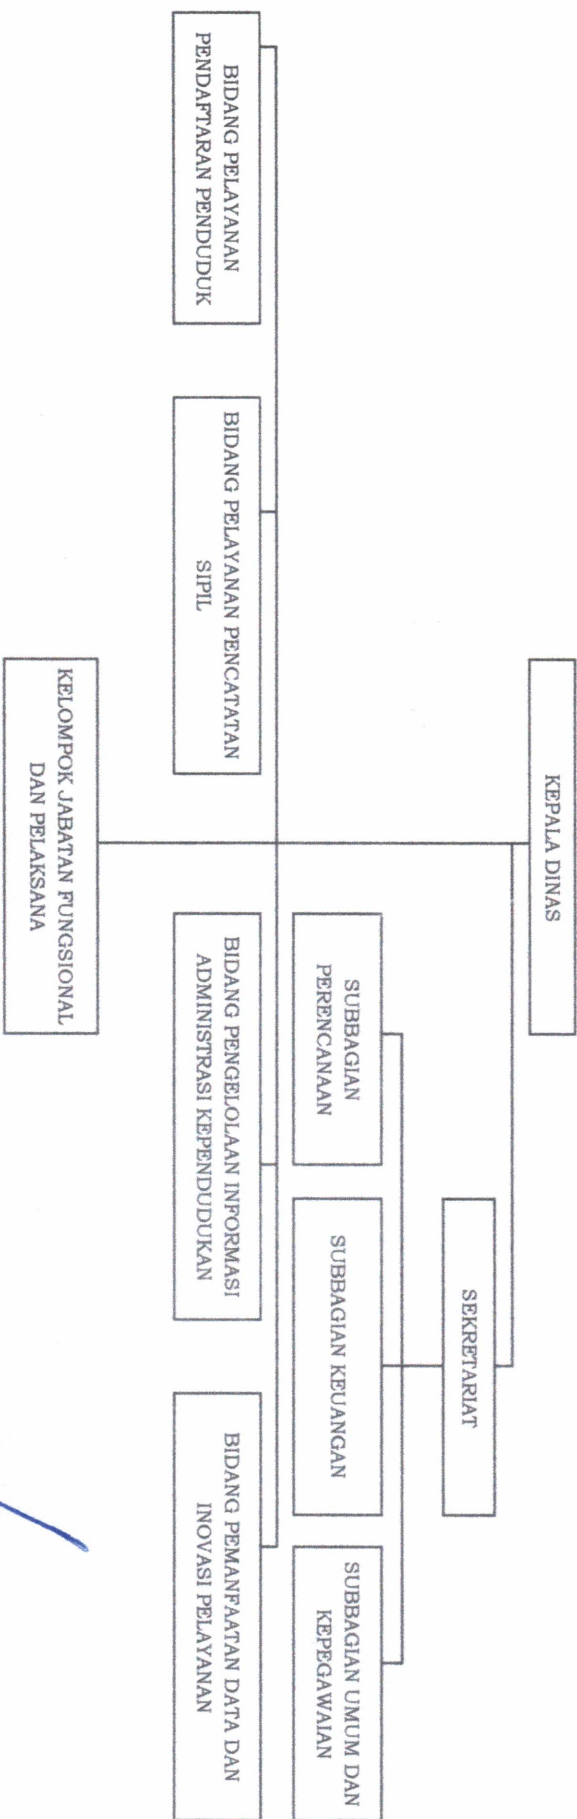 KEPALA DINAS
SEKRETARIAT
SUBBAGIAN
PERENCANAAN
SUBBAGIAN KEUANGAN
SUBBAGIAN UMUM DAN
KEPEGAWAIAN
BIDANG PELAYANAN
PENDAFTARAN PENDUDUK
BIDANG PELAYANAN PENCATATAN
SIPIL
BIDANG PENGELOLAAN INFORMASI
ADMINISTRASI KEPENDUDUKAN
BIDANG PEMANFAATAN DATA DAN
INOVASI PELAYANAN
KELOMPOK JABATAN FUNGSIONAL
DAN PELAKSANA